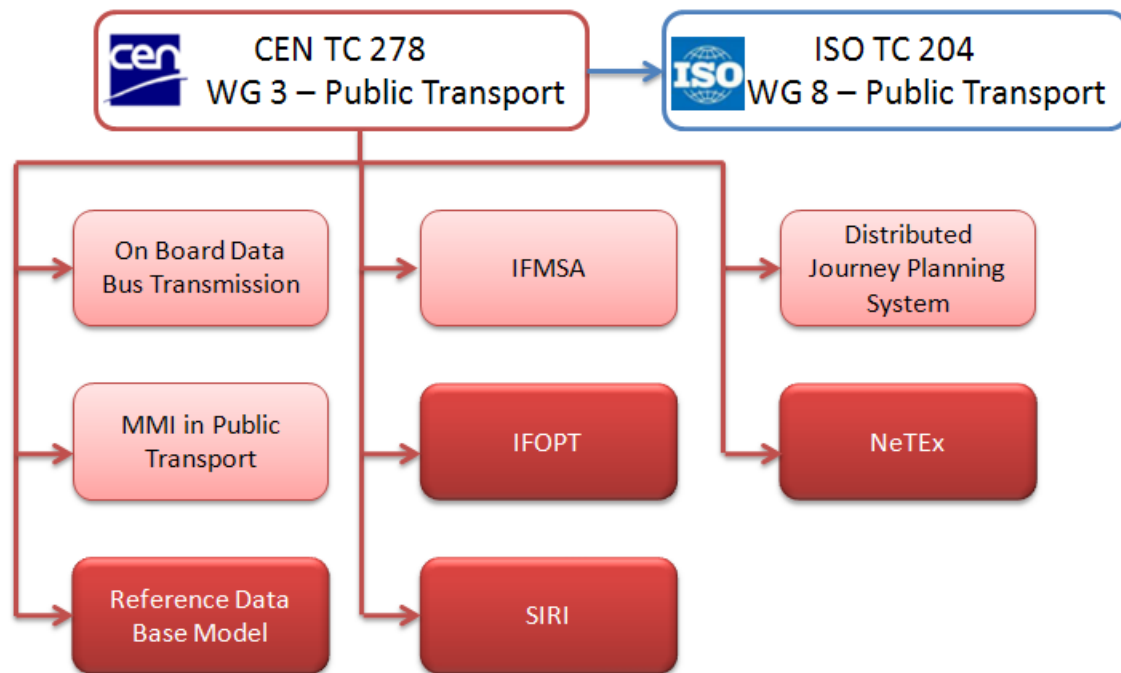 cen
CEN TC 278
WG 3 – Public Transport
ISO
ISO TC 204
WG 8 – Public Transport
On Board Data
Bus Transmission
IFMSA
Distributed
Journey Planning
System
MMI in Public
Transport
IFOPT
NeTEx
Reference Data
Base Model
SIRI